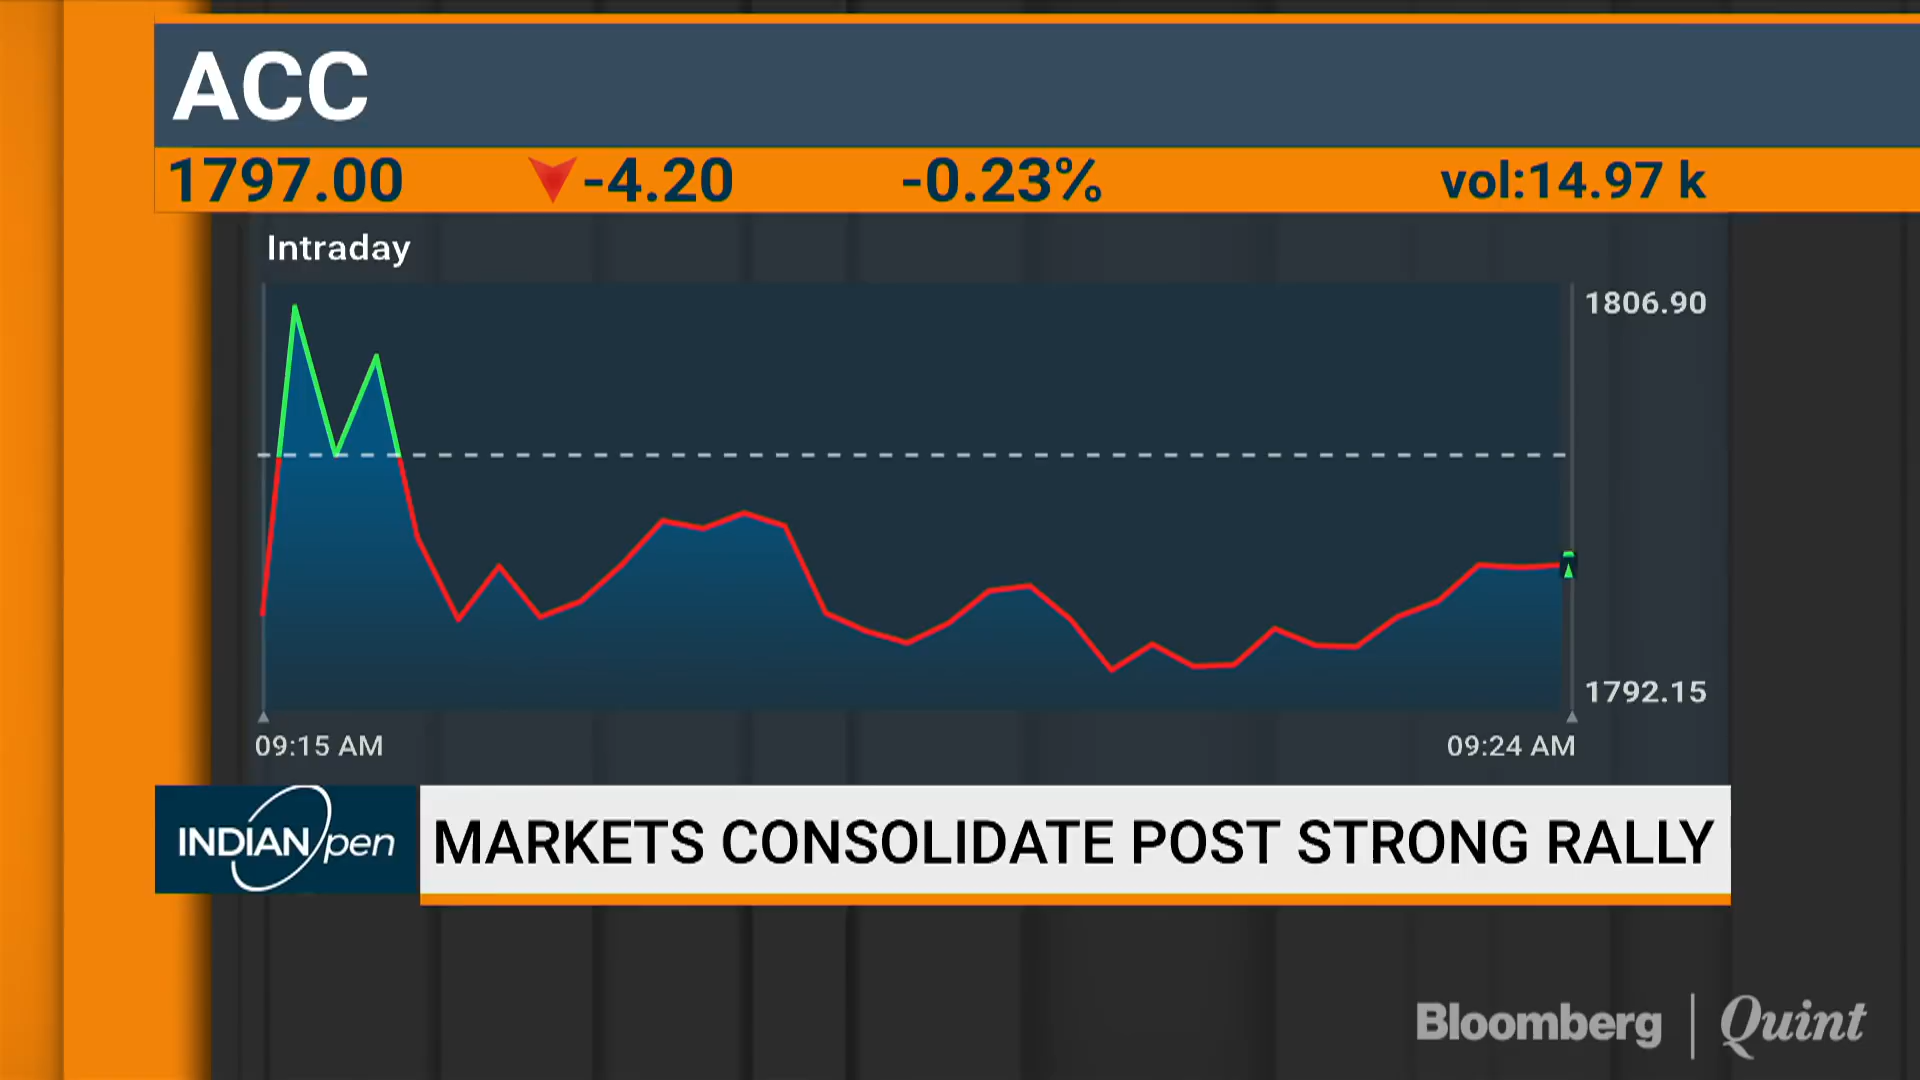 ACC
1797.00 -4.20 -0.23% vol:14.97 k
Intraday
1806.90
1792.15
09:15 AM 09:24 AM
INDIAN Open MARKETS CONSOLIDATE POST STRONG RALLY
Bloomberg | Quint